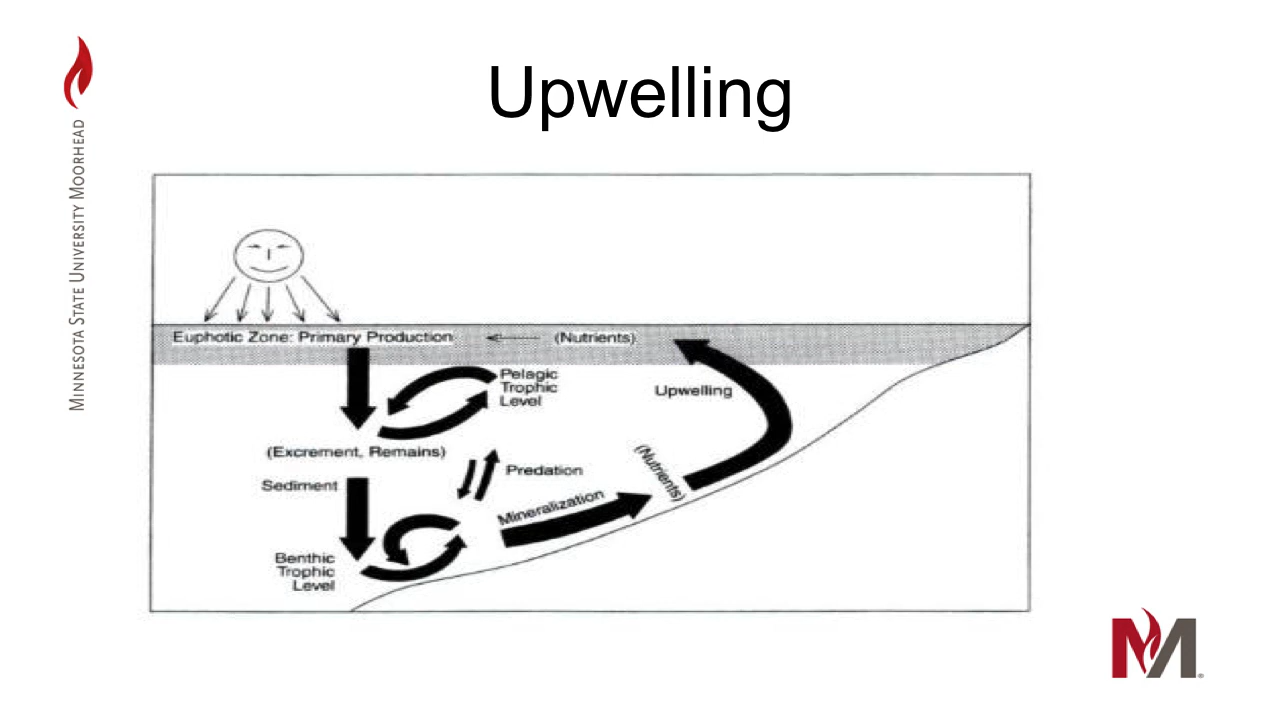 Upwelling
MINNESOTA STATE UNIVERSITY MOORHEAD
Euphotic Zone: Primary Production
(Nutrients)
Pelagic
Trophic
Level
Upwelling
(Excrement, Remains)
Predation
(Nutrients)
Sediment
Mineralization
Benthic
Trophic
Level
M
®